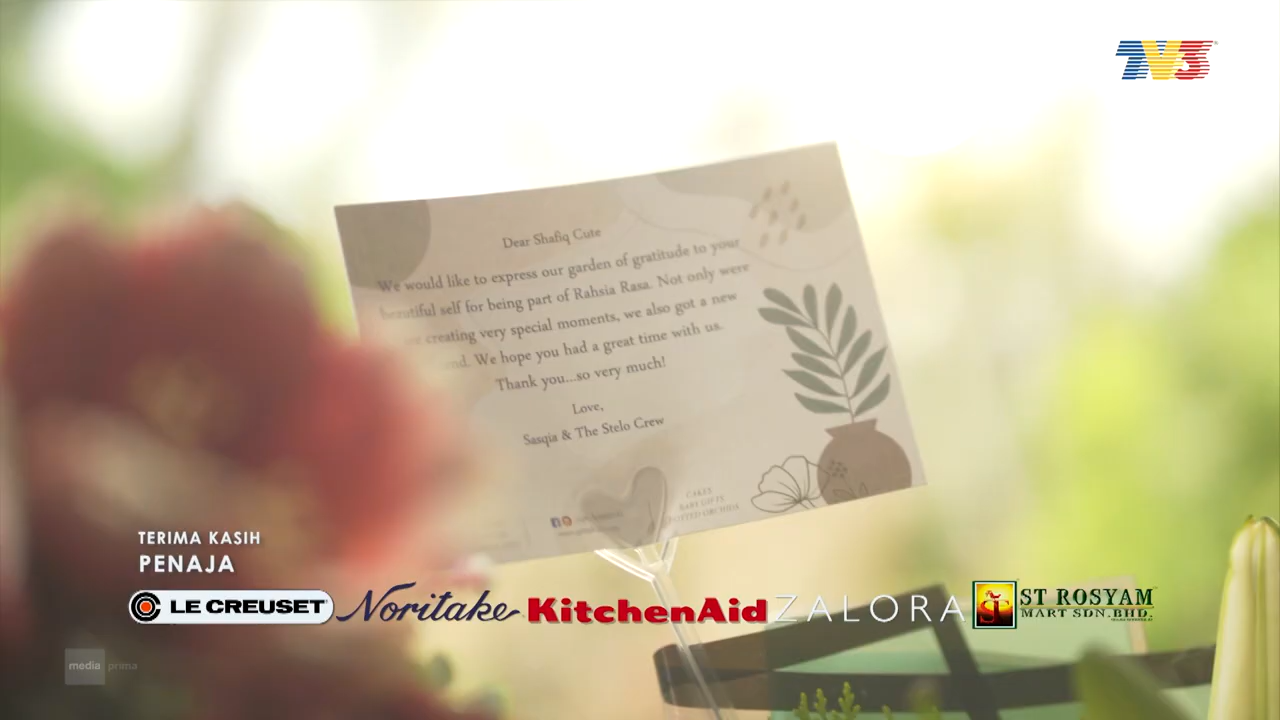 TV3
Dear Shafiq Cute
We would like to express our garden of gratitude to your
beautiful self for being part of Rahsia Rasa. Not only were
creating very special moments, we also got a new
We hope you had a great time with us.
Thank you...so very much!
Love,
Sasqia & The Stelo Crew
CAKES
BABY GIFTS
POTTED ORCHIDS
TERIMA KASIH
PENAJA
LE CREUSET Noritake KitchenAid ZALORA ST ROSYAM
MART SDN.BHD.
media prima